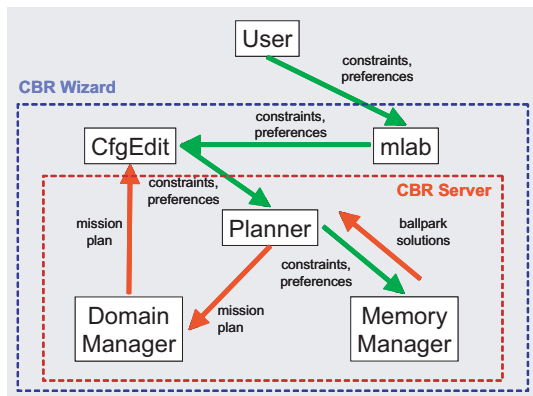 User
constraints,
preferences
CBR Wizard
constraints,
preferences
CfgEdit
mlab
constraints,
preferences
CBR Server
mission
plan
Planner
ballpark
solutions
constraints,
preferences
mission
plan
Domain
Manager
Memory
Manager